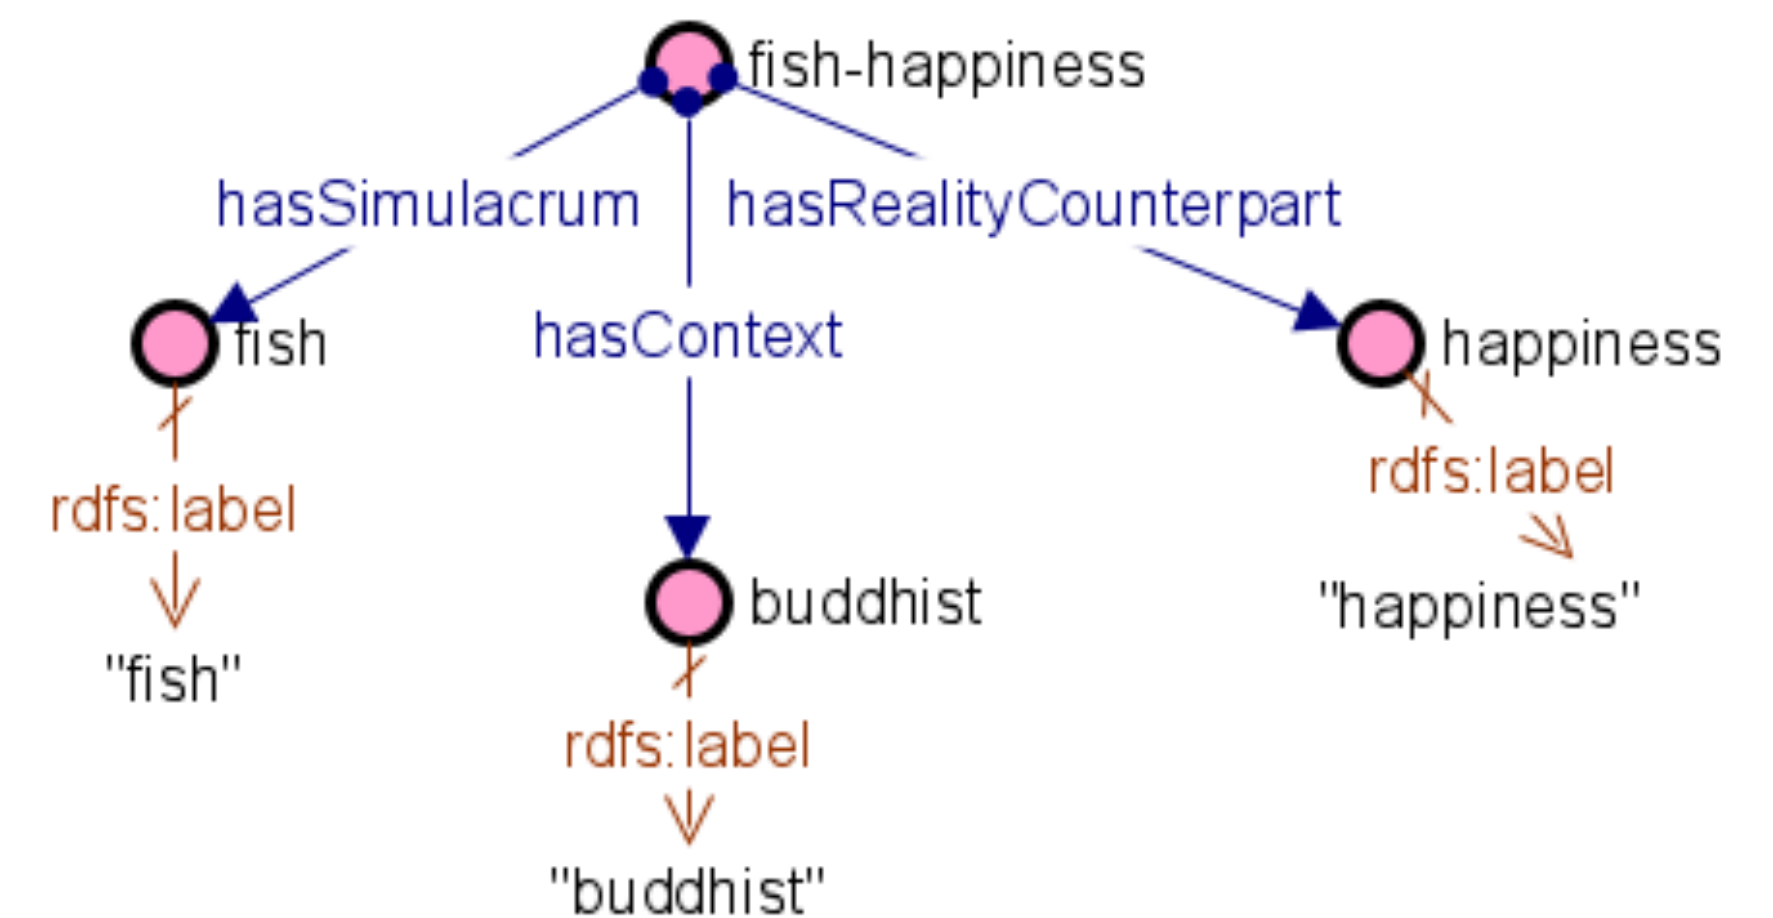 fish-happiness
hasSimulacrum
hasRealityCounterpart
hasContext
fish
happiness
rdfs:label
rdfs:label
"fish"
buddhist
"happiness"
rdfs:label
"buddhist"